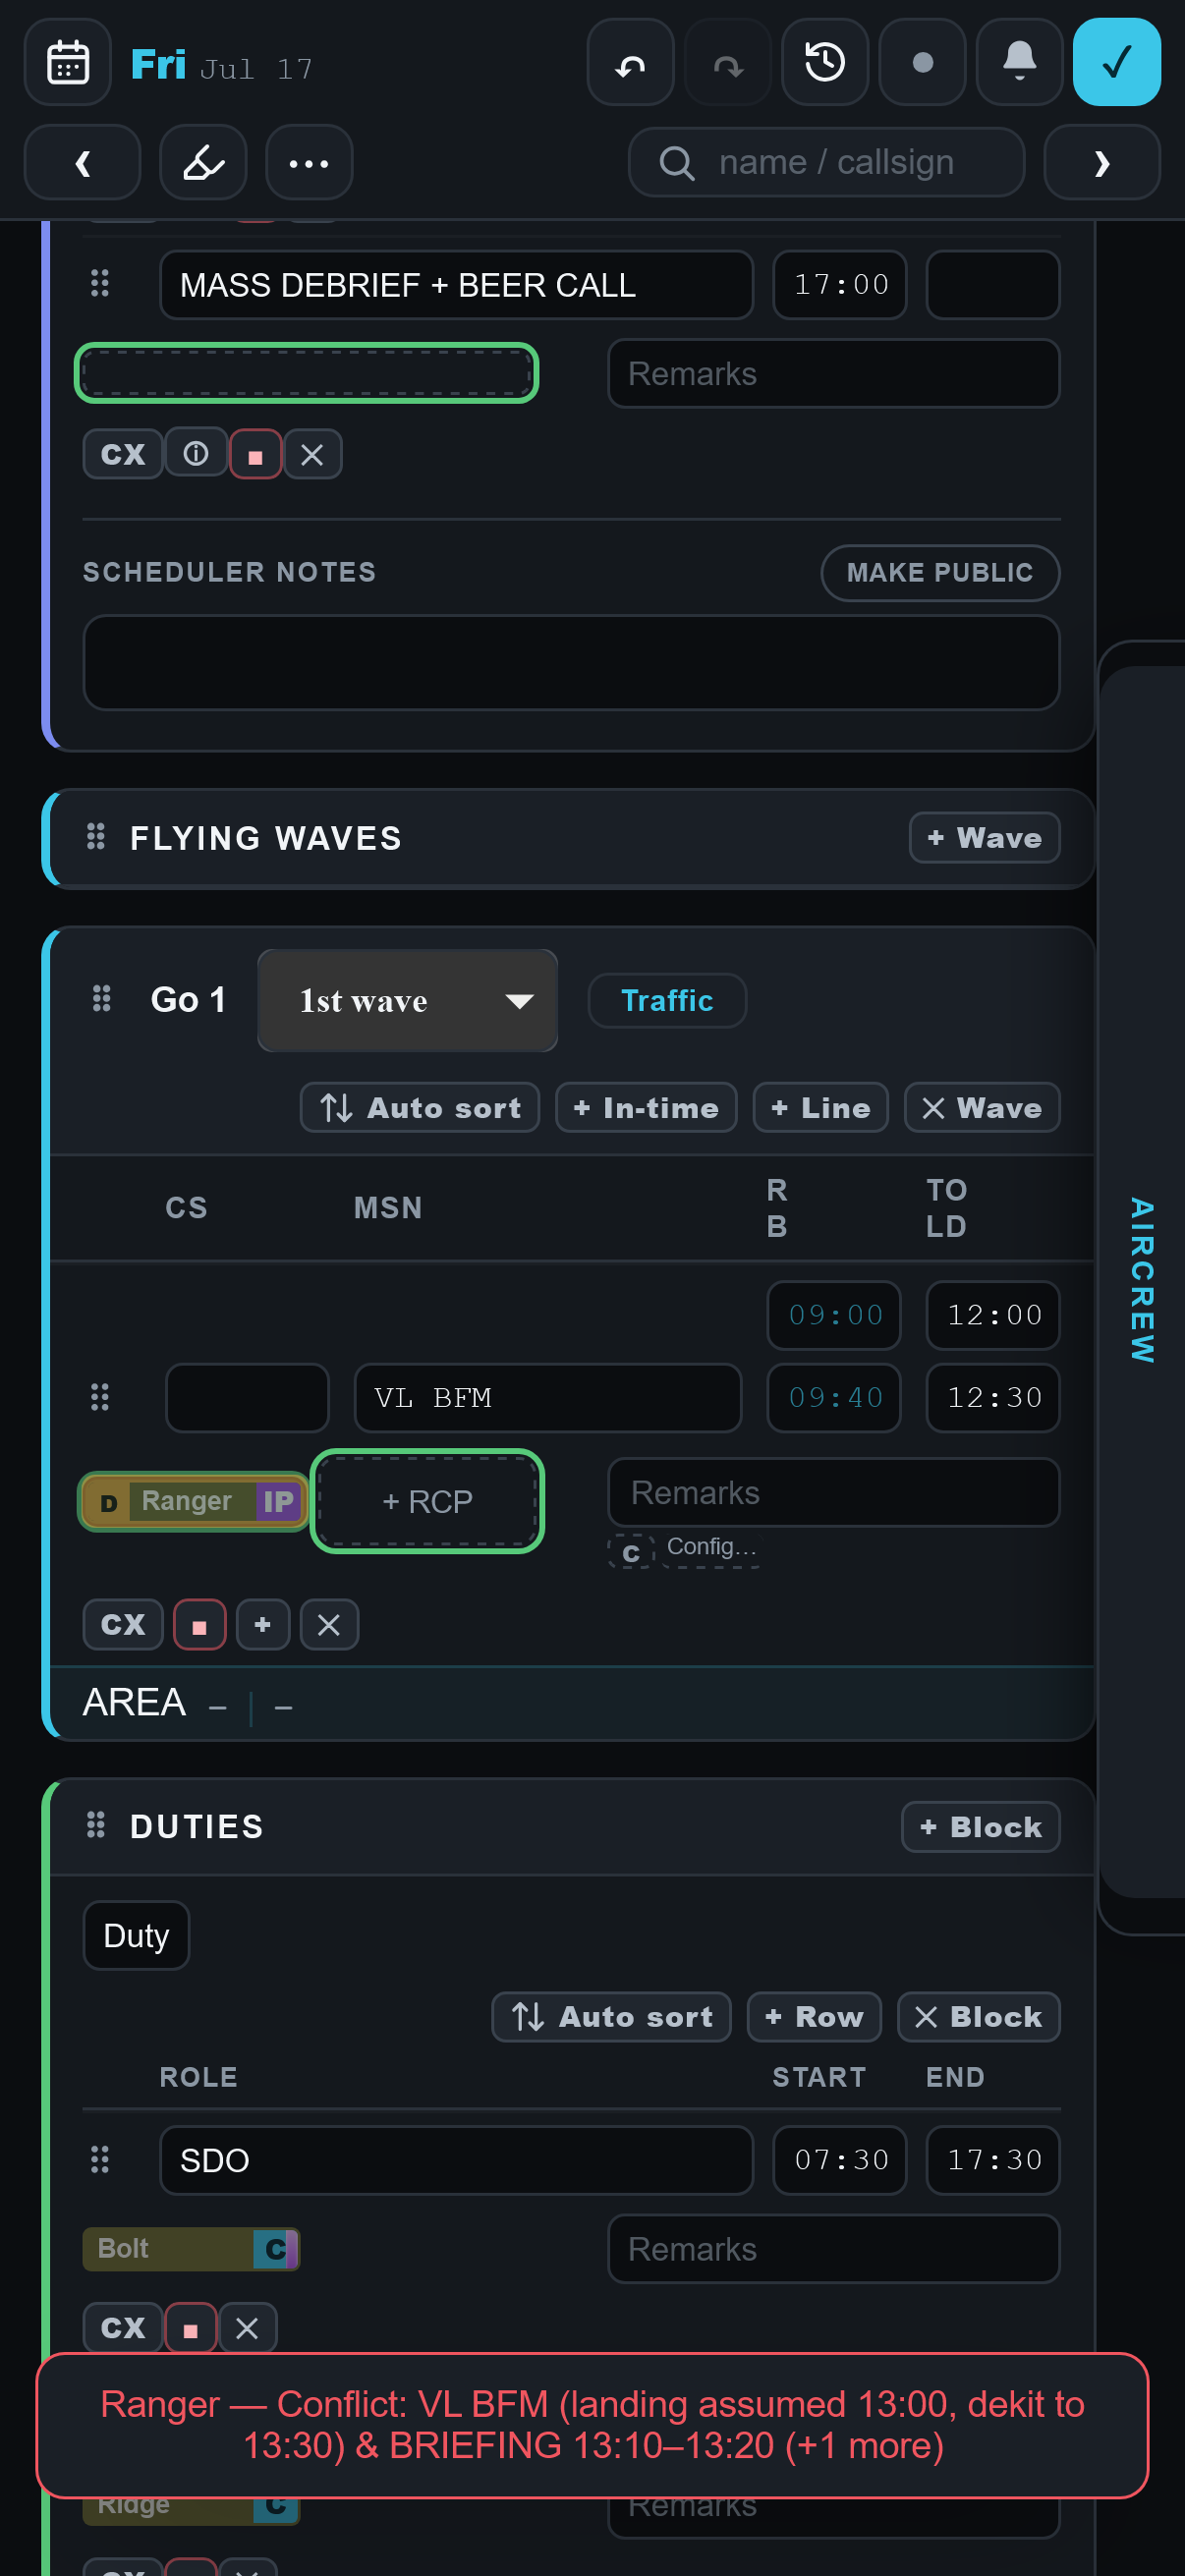 Fri Jul 17
name / callsign
MASS DEBRIEF + BEER CALL 17:00
Remarks
CX
SCHEDULER NOTES MAKE PUBLIC
FLYING WAVES + Wave
Go 1 1st wave Traffic
Auto sort + In-time + Line × Wave
CS MSN R TO
B LD
09:00 12:00
VL BFM 09:40 12:30
D Ranger IP + RCP Remarks
C Config...
CX +
AREA – | –
DUTIES + Block
Duty
Auto sort + Row × Block
ROLE START END
SDO 07:30 17:30
Bolt C Remarks
CX
Ranger — Conflict: VL BFM (landing assumed 13:00, dekit to
13:30) & BRIEFING 13:10–13:20 (+1 more)
Ridge C Remarks
CX
AIRCREW